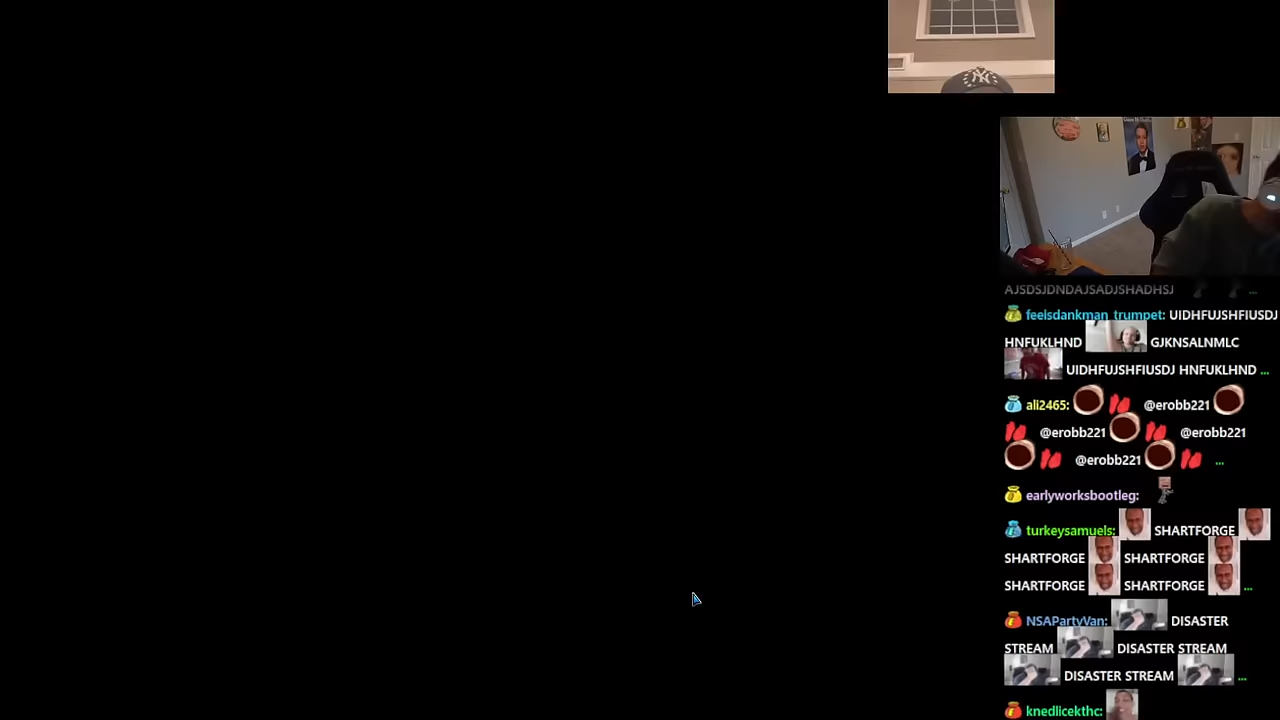 NY
AJSDSJDNDAJSADJSHADHSJ ...
feelsdankman_trumpet: UIDHFUJSHFIUSDJ
HNFUKLHND GJKNSALNMLC
UIDHFUJSHFIUSDJ HNFUKLHND ...
ali2465: @erobb221
@erobb221 @erobb221
@erobb221 ...
earlyworksbootleg:
turkeysamuels: SHARTFORGE
SHARTFORGE SHARTFORGE
SHARTFORGE SHARTFORGE ...
NSAPartyVan: DISASTER
STREAM DISASTER STREAM
DISASTER STREAM ...
knedlicekthc: